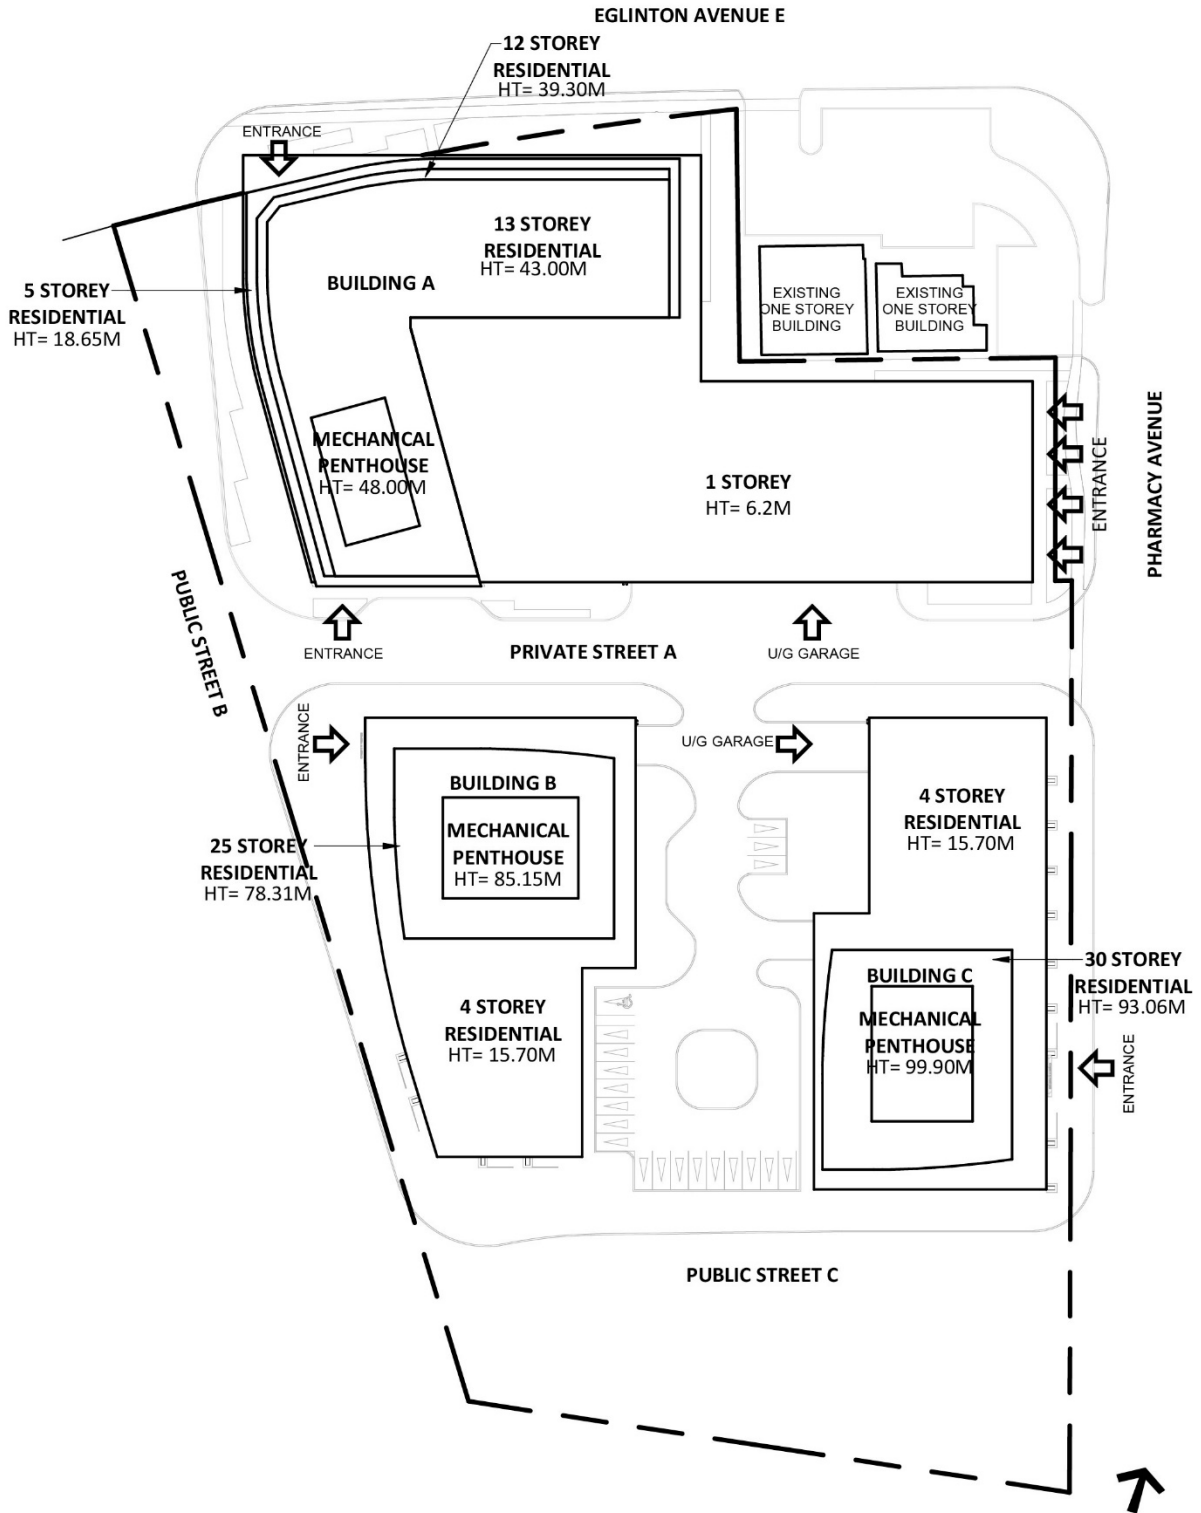 EGLINTON AVENUE E
12 STOREY
RESIDENTIAL
HT= 39.30M
ENTRANCE
13 STOREY
RESIDENTIAL
HT= 43.00M
BUILDING A
5 STOREY
RESIDENTIAL
HT= 18.65M
EXISTING
ONE STOREY
BUILDING
EXISTING
ONE STOREY
BUILDING
MECHANICAL
PENTHOUSE
HT= 48.00M
1 STOREY
HT= 6.2M
ENTRANCE
PHARMACY AVENUE
PUBLIC STREET B
ENTRANCE
PRIVATE STREET A
U/G GARAGE
ENTRANCE
U/G GARAGE
BUILDING B
MECHANICAL
PENTHOUSE
HT= 85.15M
25 STOREY
RESIDENTIAL
HT= 78.31M
4 STOREY
RESIDENTIAL
HT= 15.70M
4 STOREY
RESIDENTIAL
HT= 15.70M
BUILDING C
MECHANICAL
PENTHOUSE
HT= 99.90M
30 STOREY
RESIDENTIAL
HT= 93.06M
ENTRANCE
PUBLIC STREET C